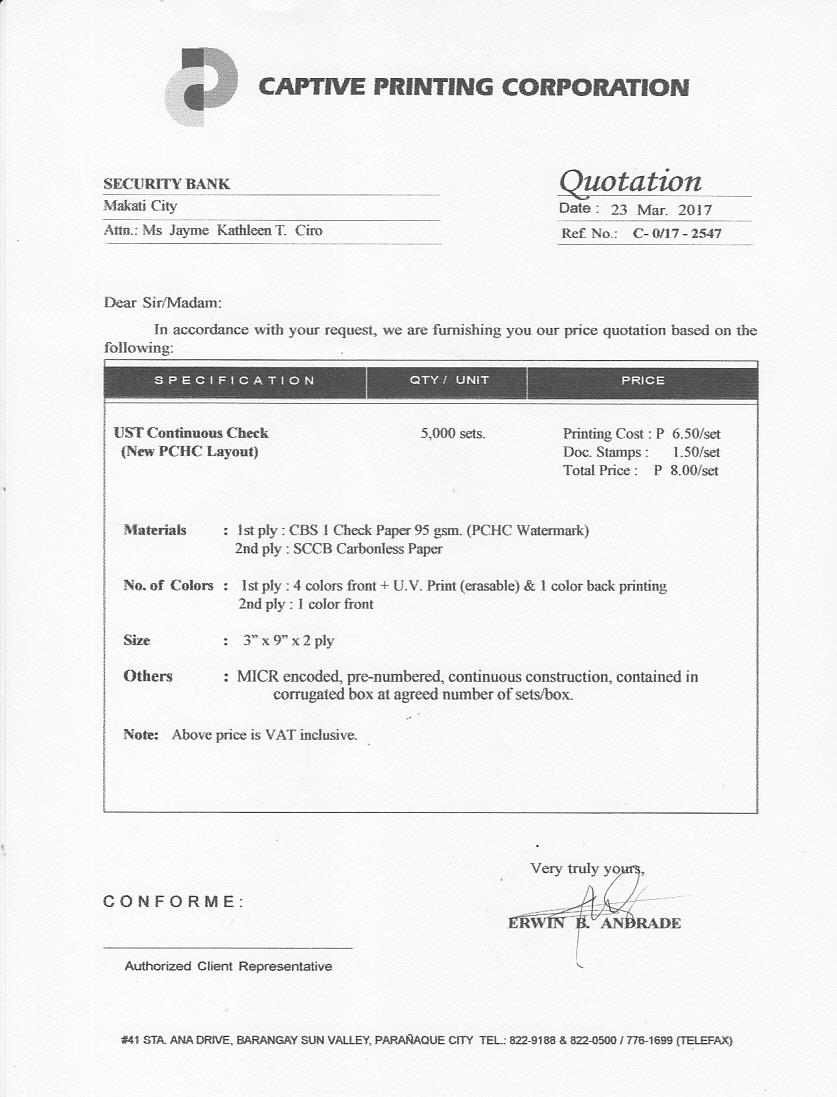 CAPTIVE PRINTING CORPORATION
SECURITY BANK
Makati City
Attn.: Ms Jayme Kathleen T. Ciro
Quotation
Date : 23 Mar. 2017
Ref. No.: C- 0/17 - 2547
Dear Sir/Madam:
In accordance with your request, we are furnishing you our price quotation based on the
following:
SPECIFICATION QTY / UNIT PRICE
UST Continuous Check 5,000 sets. Printing Cost : P 6.50/set
(New PCHC Layout) Doc. Stamps : 1.50/set
Total Price : P 8.00/set
Materials : 1st ply : CBS I Check Paper 95 gsm. (PCHC Watermark)
2nd ply : SCCB Carbonless Paper
No. of Colors : 1st ply : 4 colors front + U.V. Print (erasable) & 1 color back printing
2nd ply : 1 color front
Size : 3” x 9” x 2 ply
Others : MICR encoded, pre-numbered, continuous construction, contained in
corrugated box at agreed number of sets/box.
Note: Above price is VAT inclusive.
Very truly yours,
CONFORME:
ERWIN B. ANDRADE
Authorized Client Representative
#41 STA. ANA DRIVE, BARANGAY SUN VALLEY, PARAÑAQUE CITY TEL.: 822-9188 & 822-0500 / 776-1699 (TELEFAX)